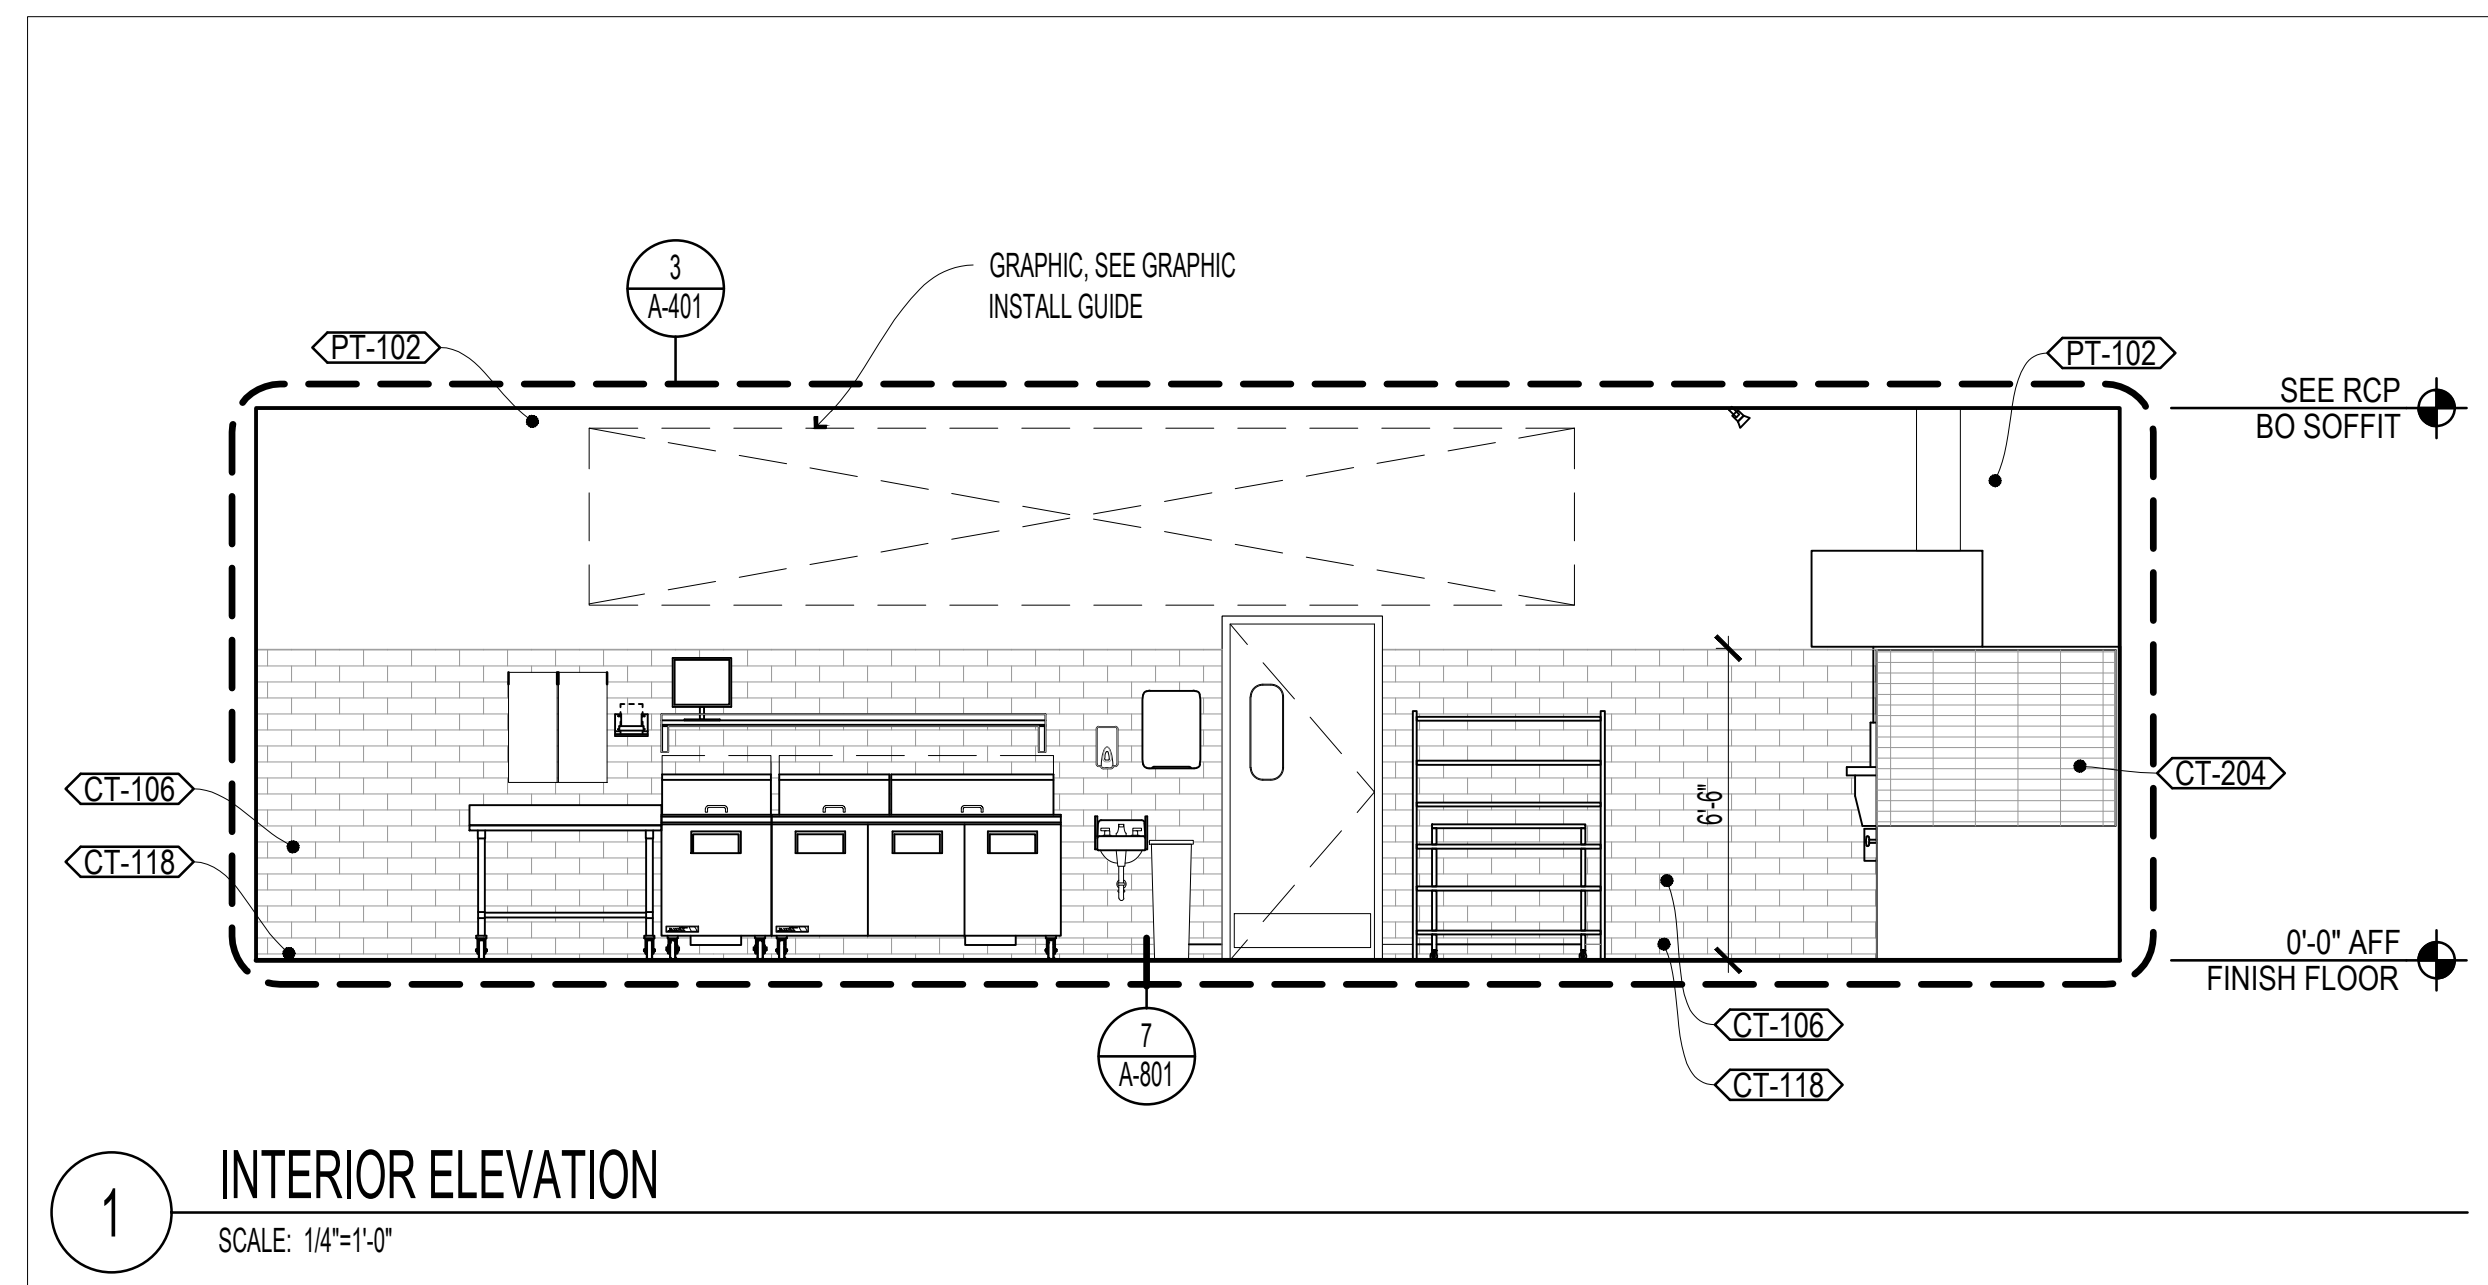 3
A-401
GRAPHIC, SEE GRAPHIC
INSTALL GUIDE
PT-102
PT-102
SEE RCP
BO SOFFIT
CT-106
CT-118
6'-6"
CT-204
0'-0" AFF
FINISH FLOOR
7
A-801
CT-106
CT-118
1
INTERIOR ELEVATION
SCALE: 1/4"=1'-0"